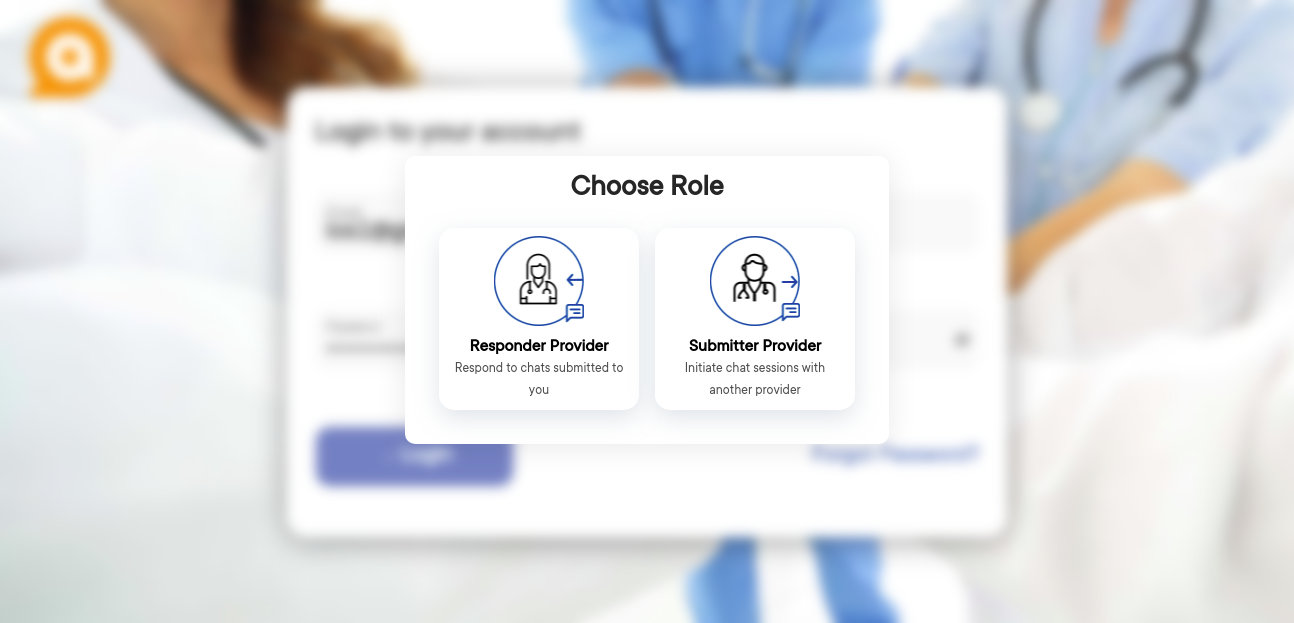 Login to your account
Choose Role
Responder Provider
Respond to chats submitted to
you
Submitter Provider
Initiate chat sessions with
another provider
Login
Forgot Password?